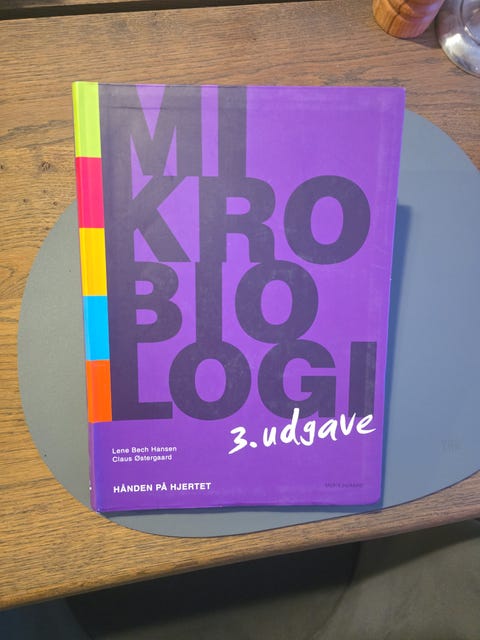 MI
KRO
BIO
LOGI
3. udgave
Lene Bech Hansen
Claus Østergaard
HÅNDEN PÅ HJERTET